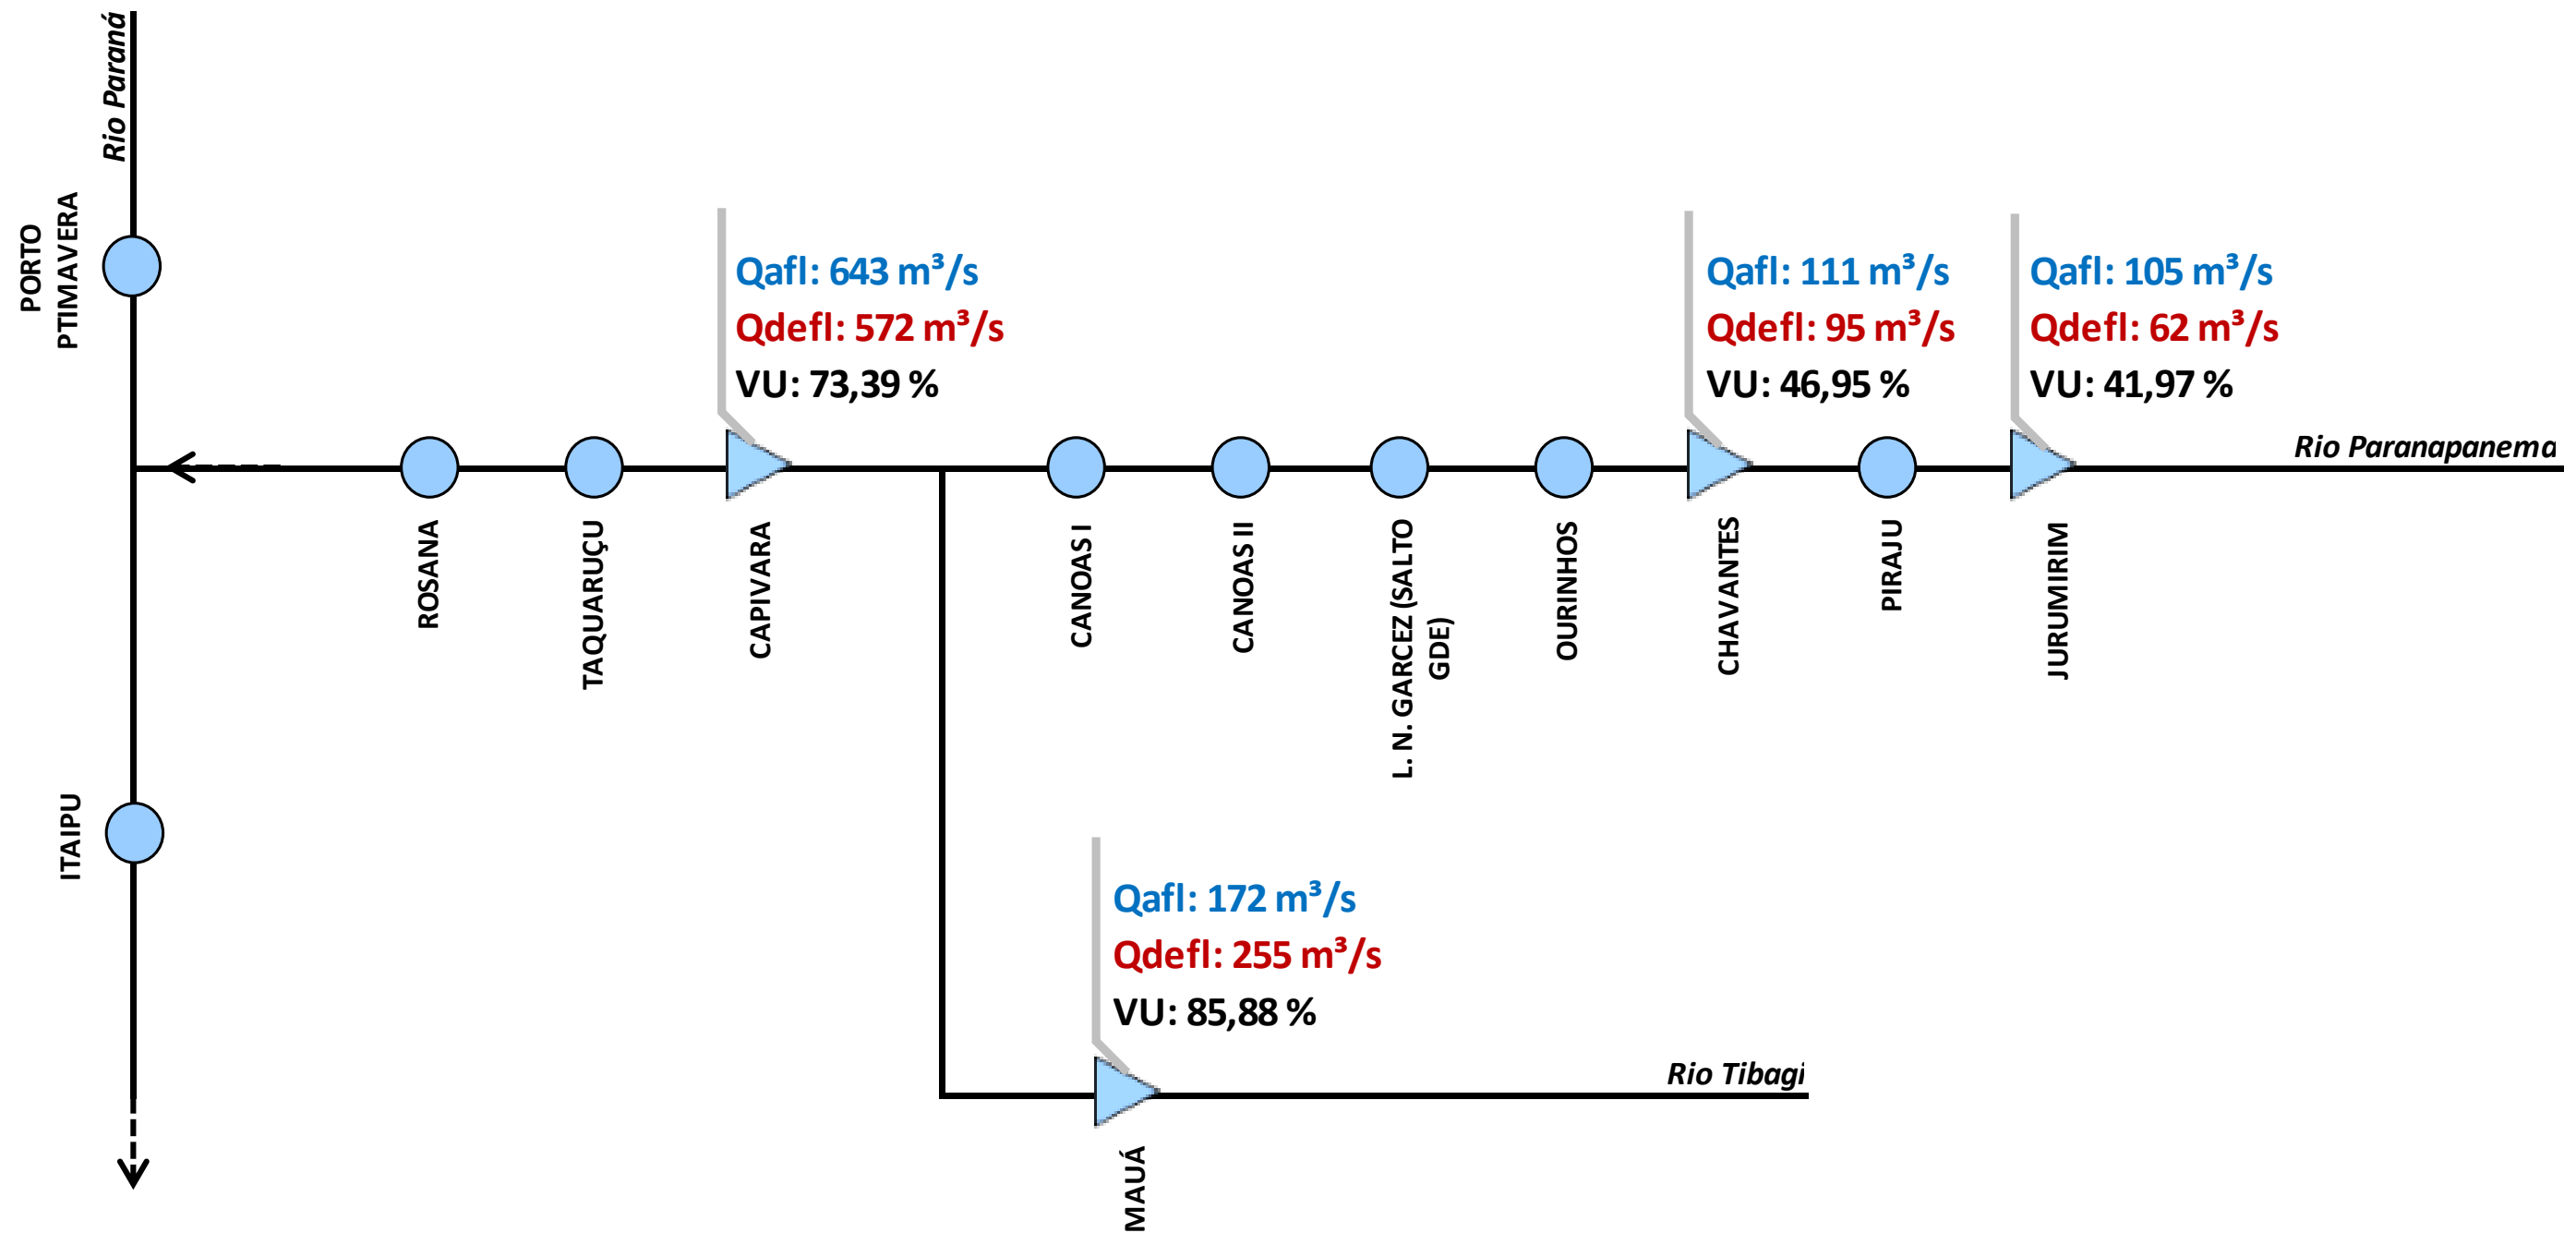 Rio Paraná
PORTO
PTIMAVERA
Qafl: 643 m³/s
Qdefl: 572 m³/s
VU: 73,39 %
Qafl: 111 m³/s
Qdefl: 95 m³/s
VU: 46,95 %
Qafl: 105 m³/s
Qdefl: 62 m³/s
VU: 41,97 %
Rio Paranapanema
ROSANA
TAQUARUÇU
CAPIVARA
CANOAS I
CANOAS II
L. N. GARCEZ (SALTO
GDE)
OURINHOS
CHAVANTES
PIRAJU
JURUMIRIM
ITAIPU
Qafl: 172 m³/s
Qdefl: 255 m³/s
VU: 85,88 %
Rio Tibagi
MAUÁ